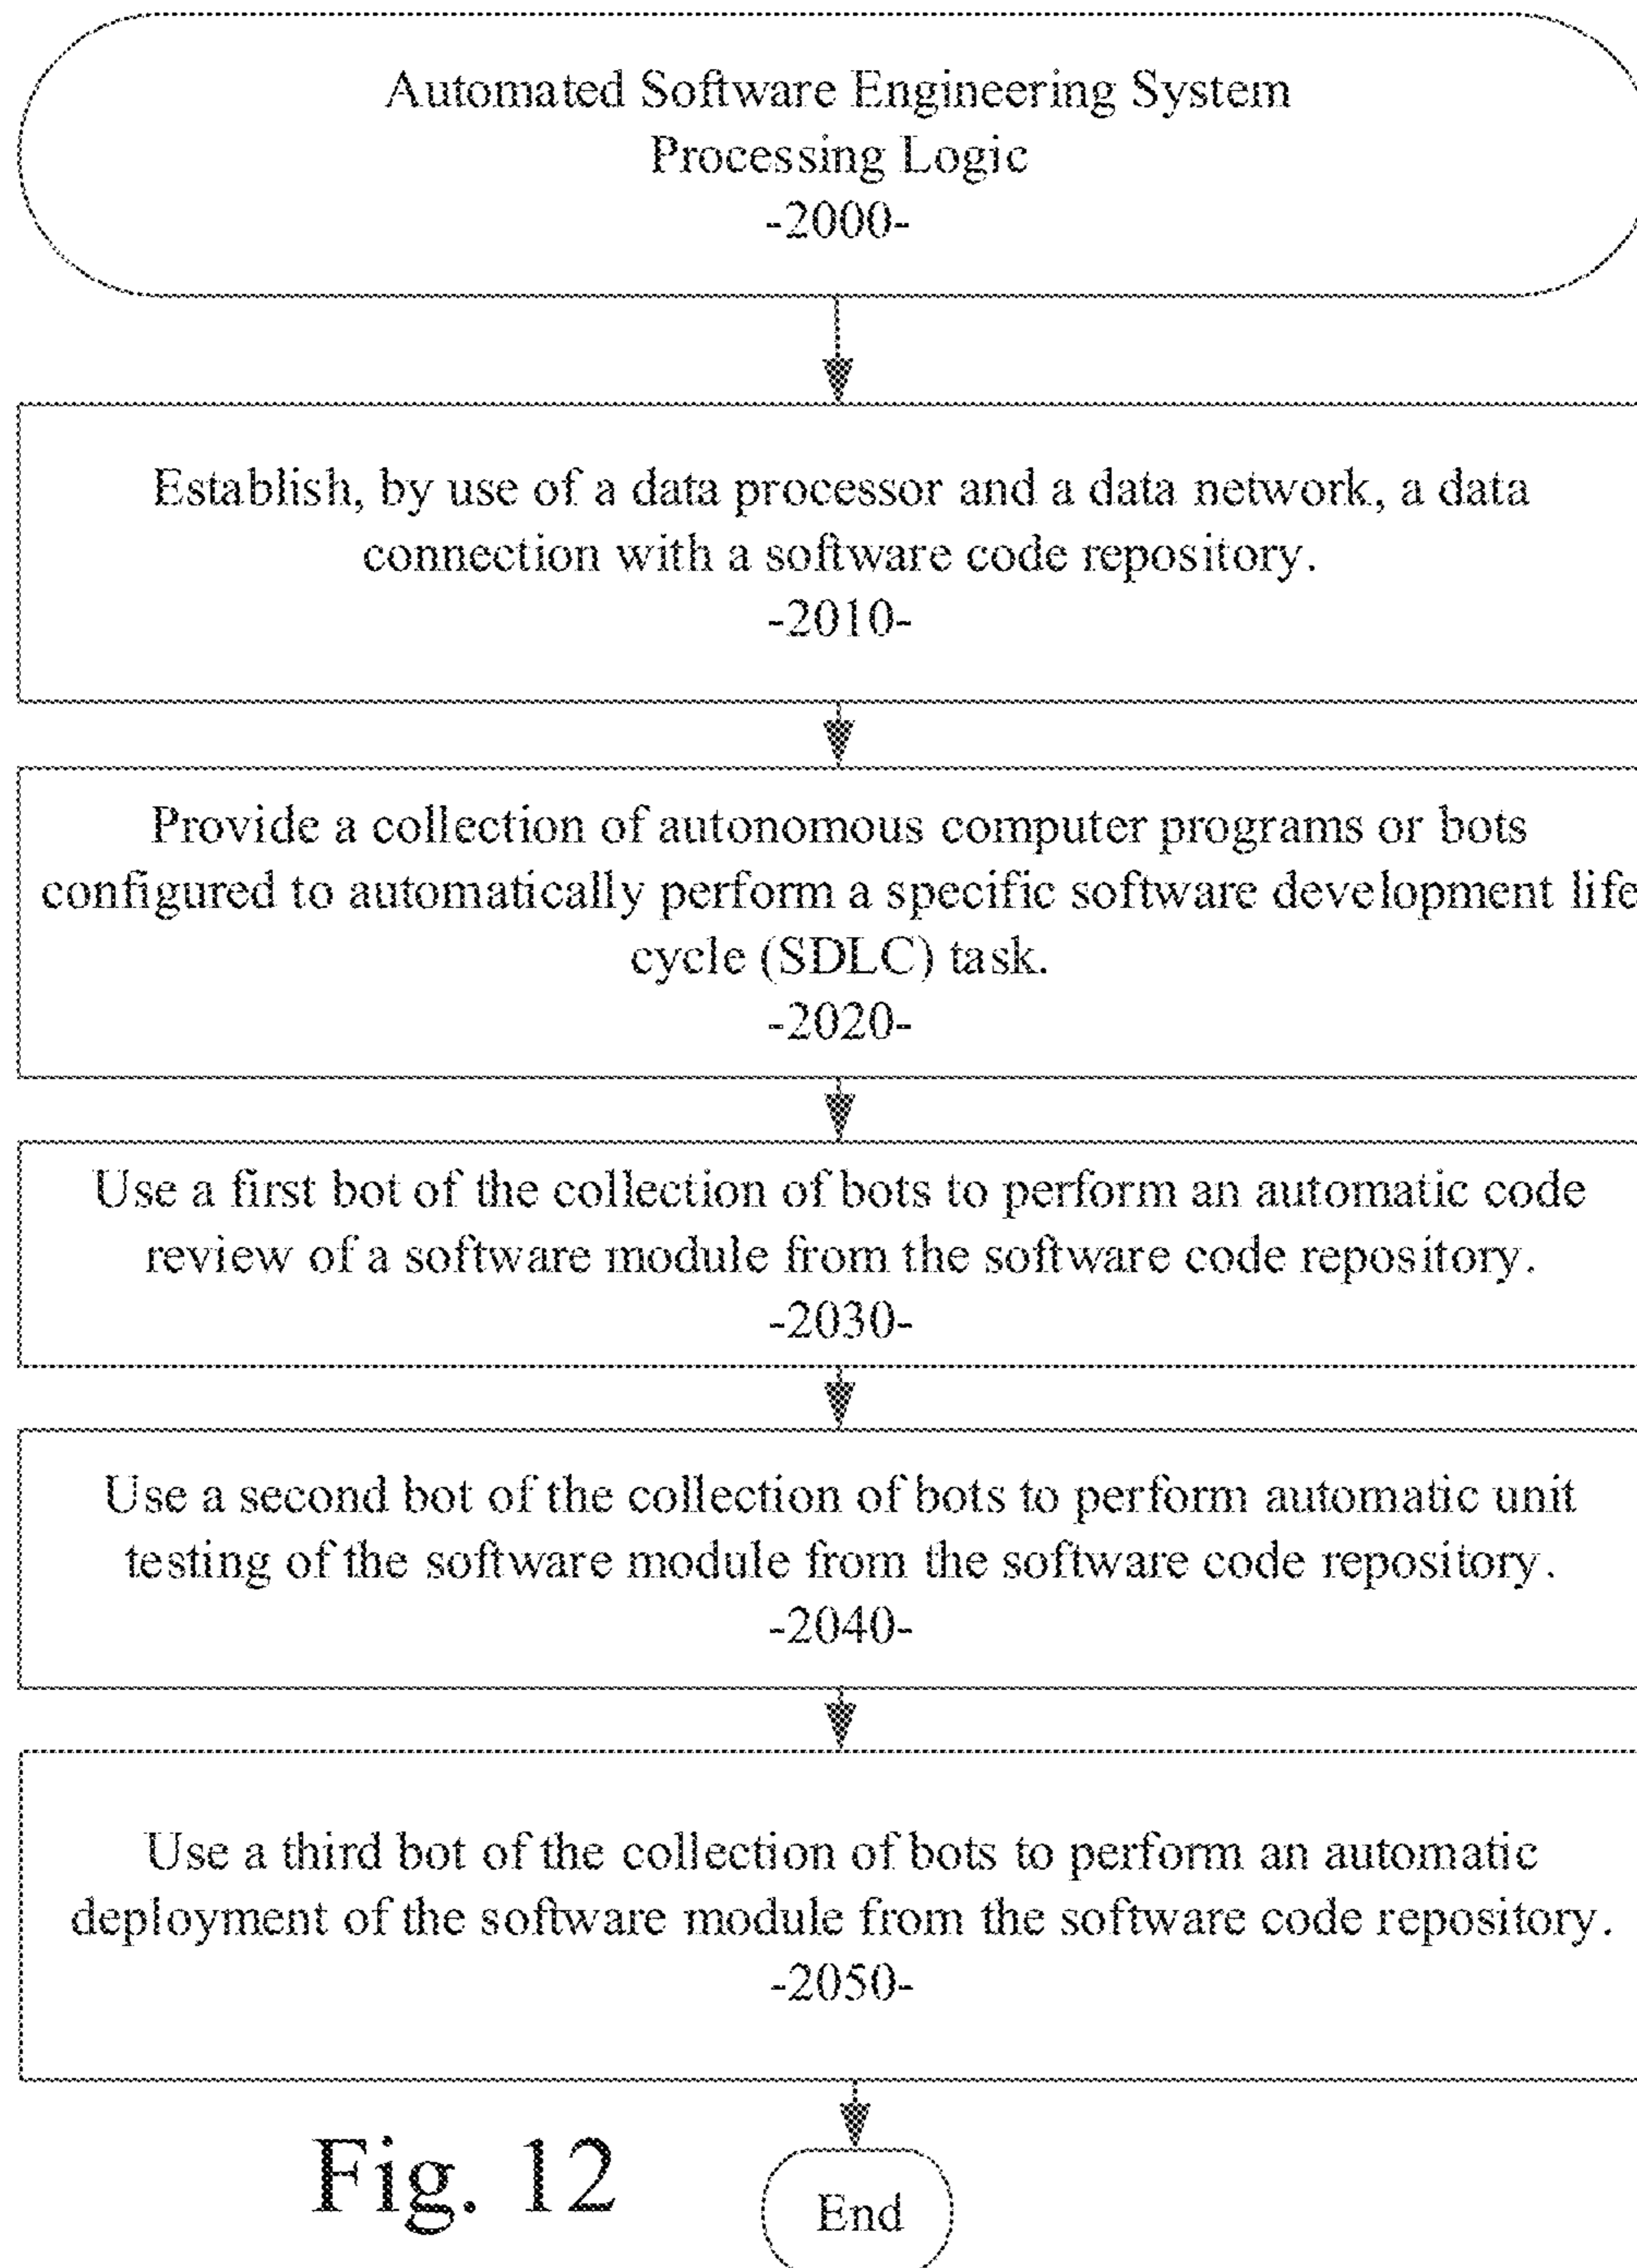 Automated Software Engineering System
Processing Logic
-2000-
Establish, by use of a data processor and a data network, a data
connection with a software code repository.
-2010-
Provide a collection of autonomous computer programs or bots
configured to automatically perform a specific software development life
cycle (SDLC) task.
-2020-
Use a first bot of the collection of bots to perform an automatic code
review of a software module from the software code repository.
-2030-
Use a second bot of the collection of bots to perform automatic unit
testing of the software module from the software code repository.
-2040-
Use a third bot of the collection of bots to perform an automatic
deployment of the software module from the software code repository.
-2050-
Fig. 12
End